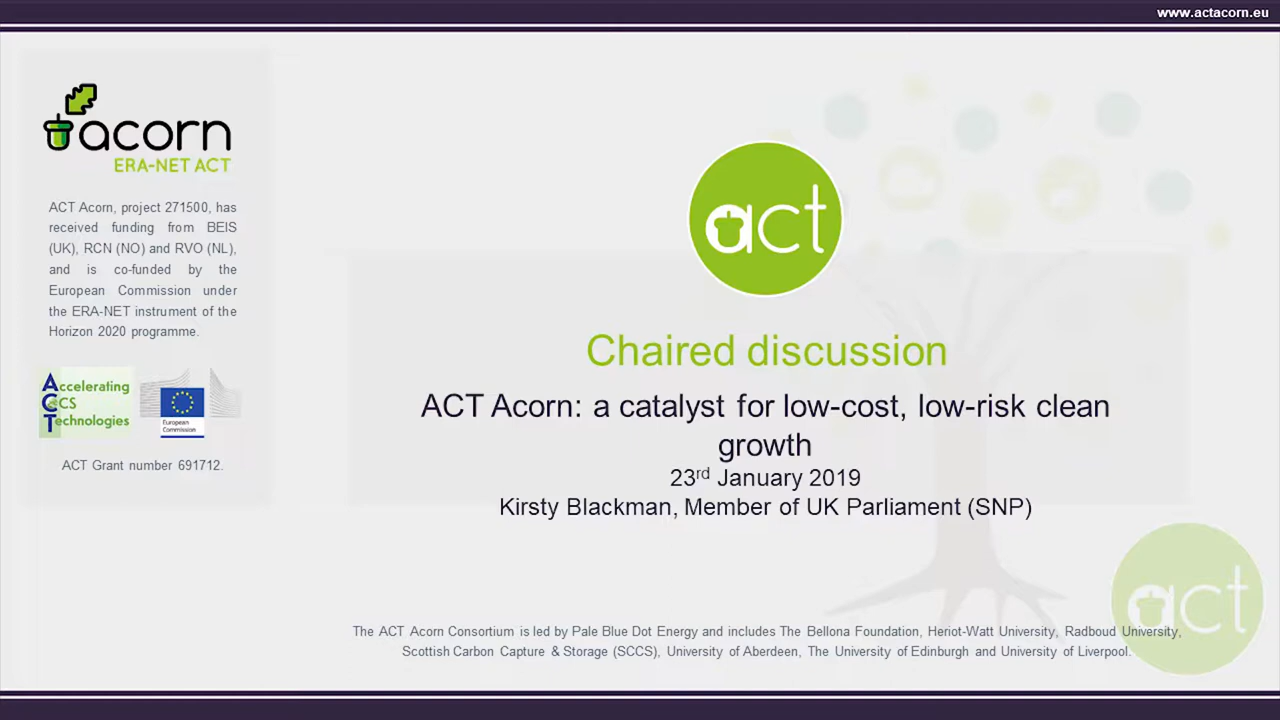 www.actacorn.eu
acorn
ERA-NET ACT
ACT Acorn, project 271500, has
received funding from BEIS
(UK), RCN (NO) and RVO (NL),
and is co-funded by the
European Commission under
the ERA-NET instrument of the
Horizon 2020 programme.
Accelerating
CCS
Technologies
European
Commission
ACT Grant number 691712.
act
Chaired discussion
ACT Acorn: a catalyst for low-cost, low-risk clean
growth
23rd January 2019
Kirsty Blackman, Member of UK Parliament (SNP)
act
The ACT Acorn Consortium is led by Pale Blue Dot Energy and includes The Bellona Foundation, Heriot-Watt University, Radboud University,
Scottish Carbon Capture & Storage (SCCS), University of Aberdeen, The University of Edinburgh and University of Liverpool.